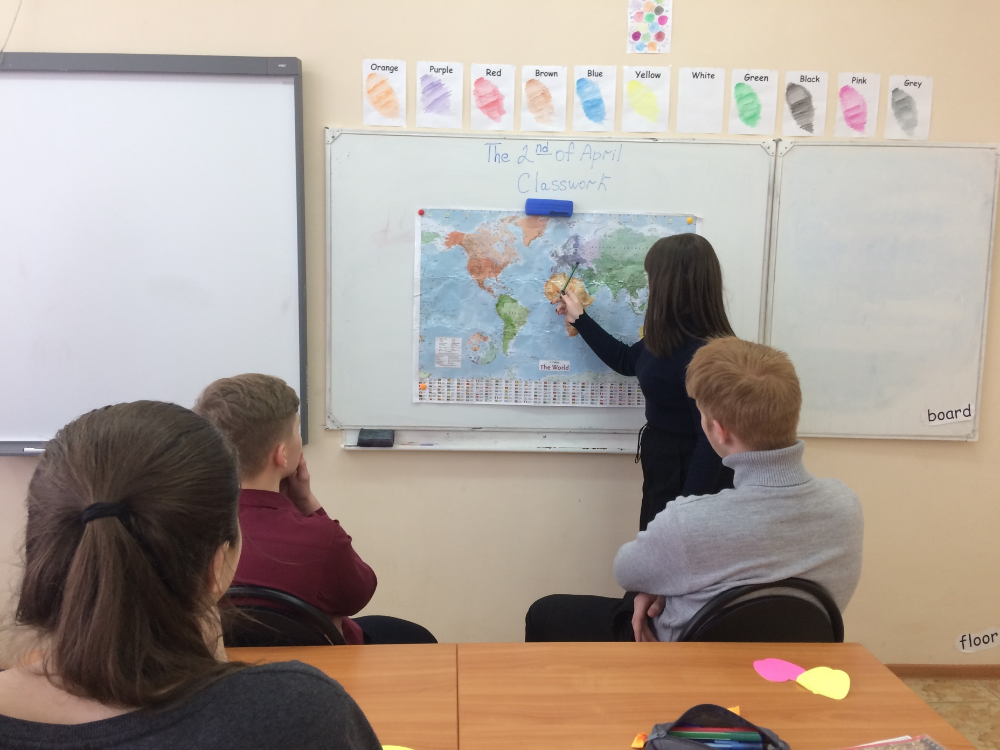 Orange
Purple
Red
Brown
Blue
Yellow
White
Green
Black
Pink
Grey
The 2nd of April
Classwork
The World
board
floor